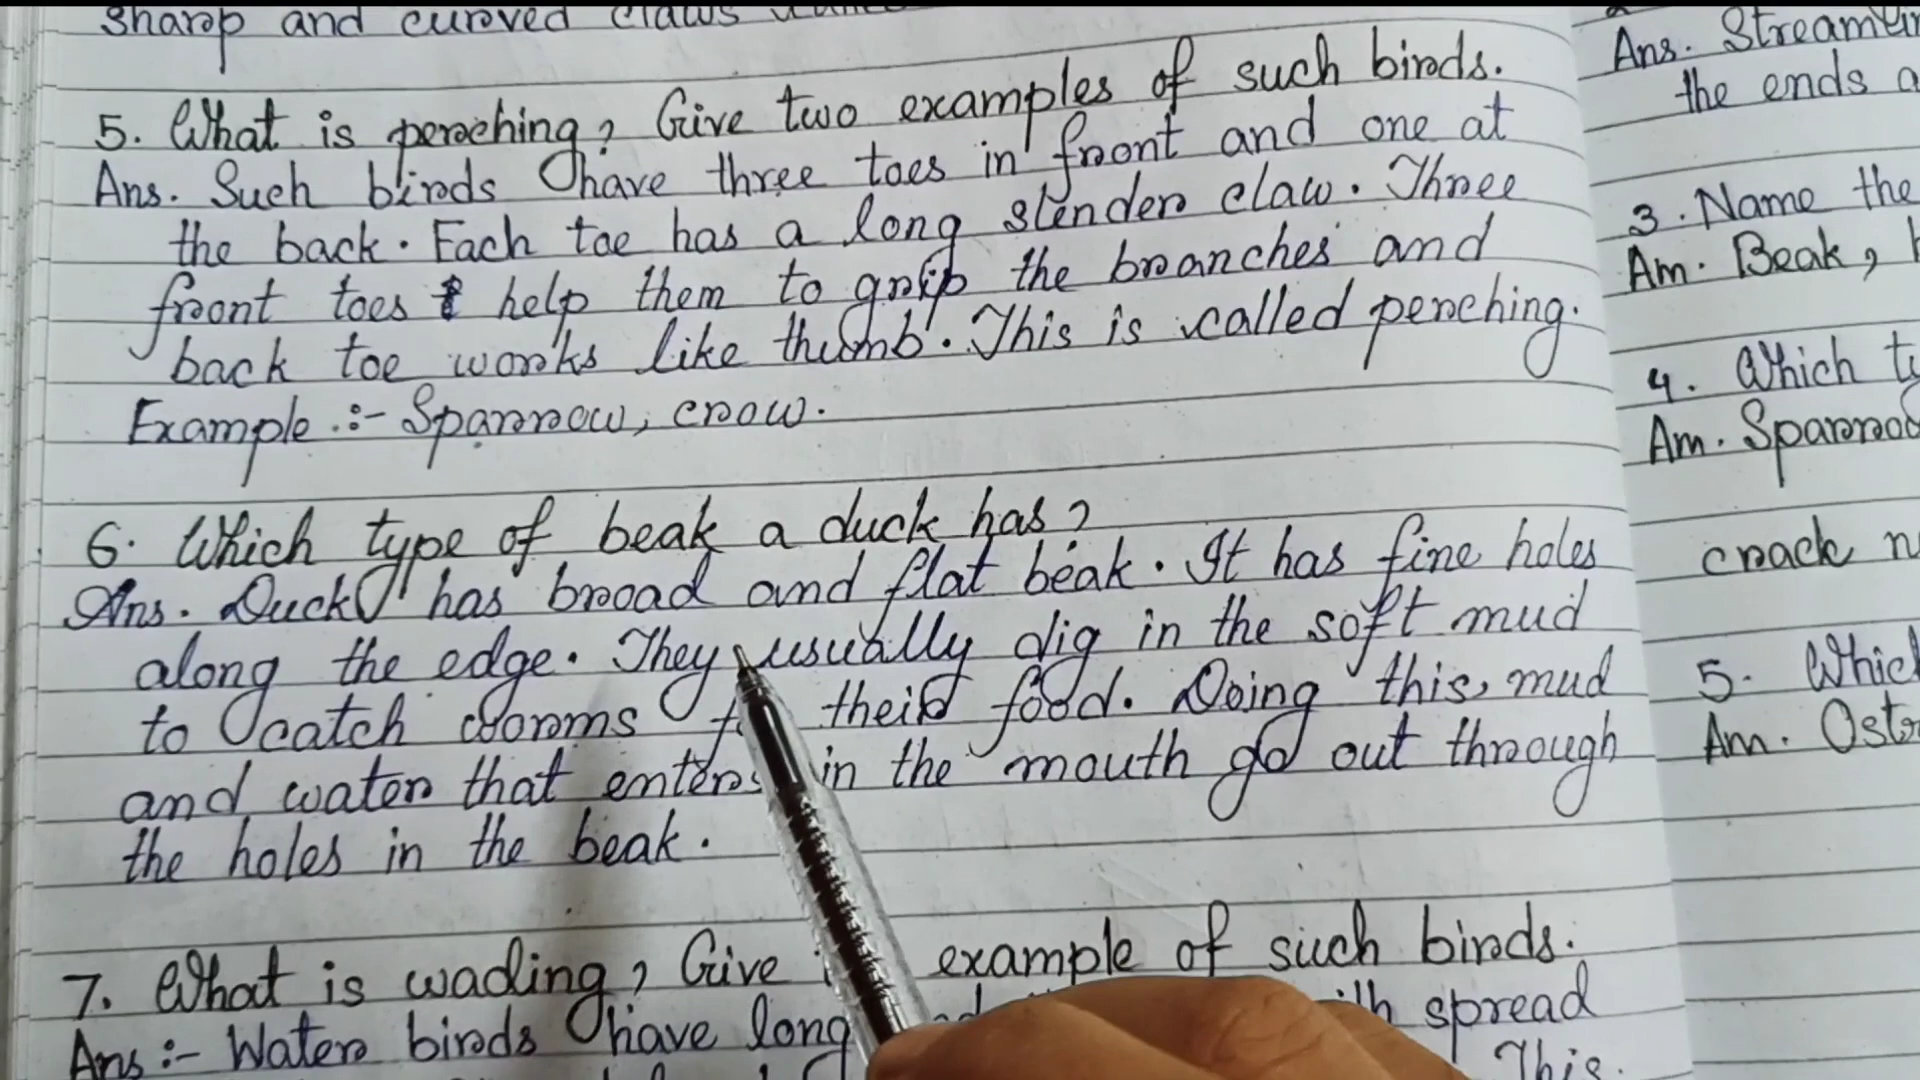 sharp and curved claws
5. What is perching? Give two examples of such birds.
Ans. Such birds have three toes in front and one at
the back. Each toe has a long slender claw. Three
front toes help them to grip the branches and
back toe works like thumb. This is called perching.
Example :- Sparrow, crow.
6. Which type of beak a duck has?
Ans. Duck has broad and flat beak. It has fine holes
along the edge. They usually dig in the soft mud
to catch worms their food. Doing this, mud
and water that enters in the mouth go out through
the holes in the beak.
7. What is wading? Give example of such birds.
Ans :- Water birds have long spread
This.
Ans. Streamlin
the ends a
3. Name the
Am. Beak,
4. Which ty
Am. Sparro
crack n
5. Which
Am. Ostr